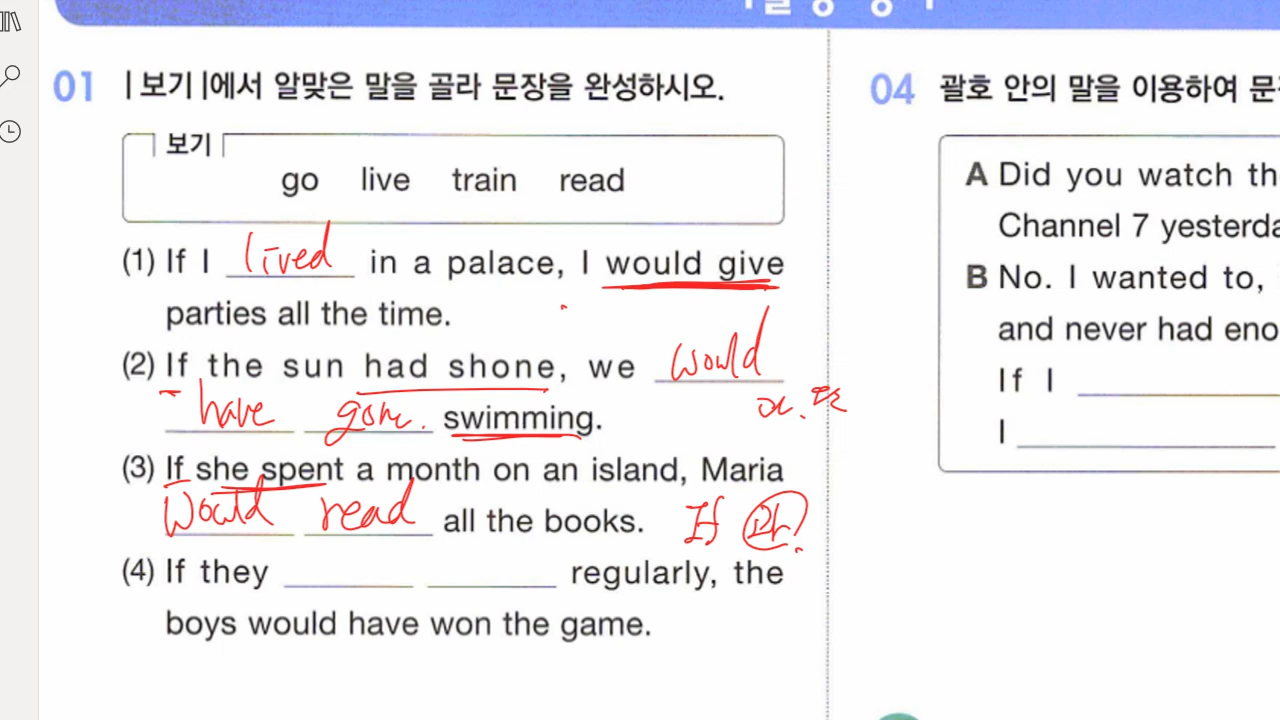 01 | 보기 |에서 알맞은 말을 골라 문장을 완성하시오.
보기
go live train read
(1) If I lived in a palace, I would give
parties all the time.
(2) If the sun had shone, we would
have gone. swimming.
(3) If she spent a month on an island, Maria
would read all the books. If 과!
(4) If they regularly, the
boys would have won the game.
04 괄호 안의 말을 이용하여
A Did you watch
Channel 7
B No. I wanted to,
and never had
If I
I